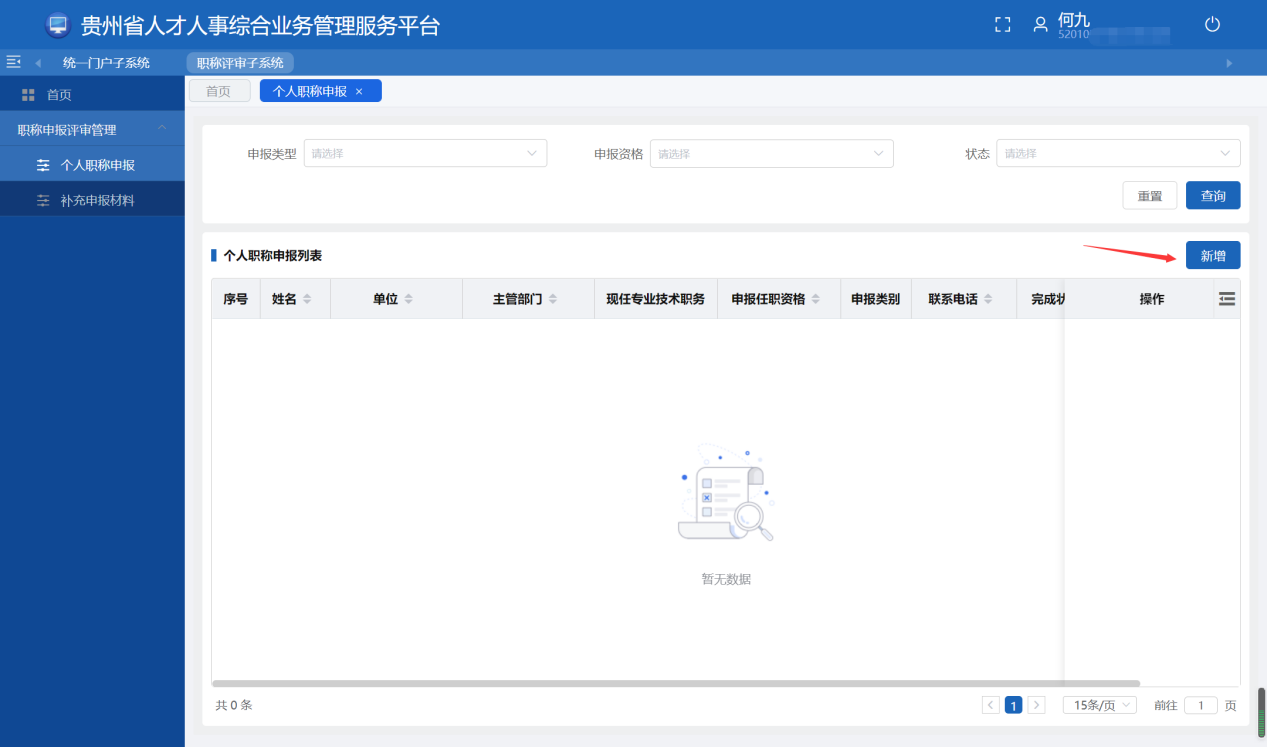 贵州省人才人事综合业务管理服务平台
何九
52010
统一门户子系统 职称评审子系统
首页 首页 个人职称申报 ×
职称申报评审管理
个人职称申报
补充申报材料
申报类型 请选择 申报资格 请选择 状态 请选择
重置 查询
个人职称申报列表 新增
序号 姓名 单位 主管部门 现任专业技术职务 申报任职资格 申报类别 联系电话 完成状 操作
暂无数据
共 0 条 1 15条/页 前往 1 页